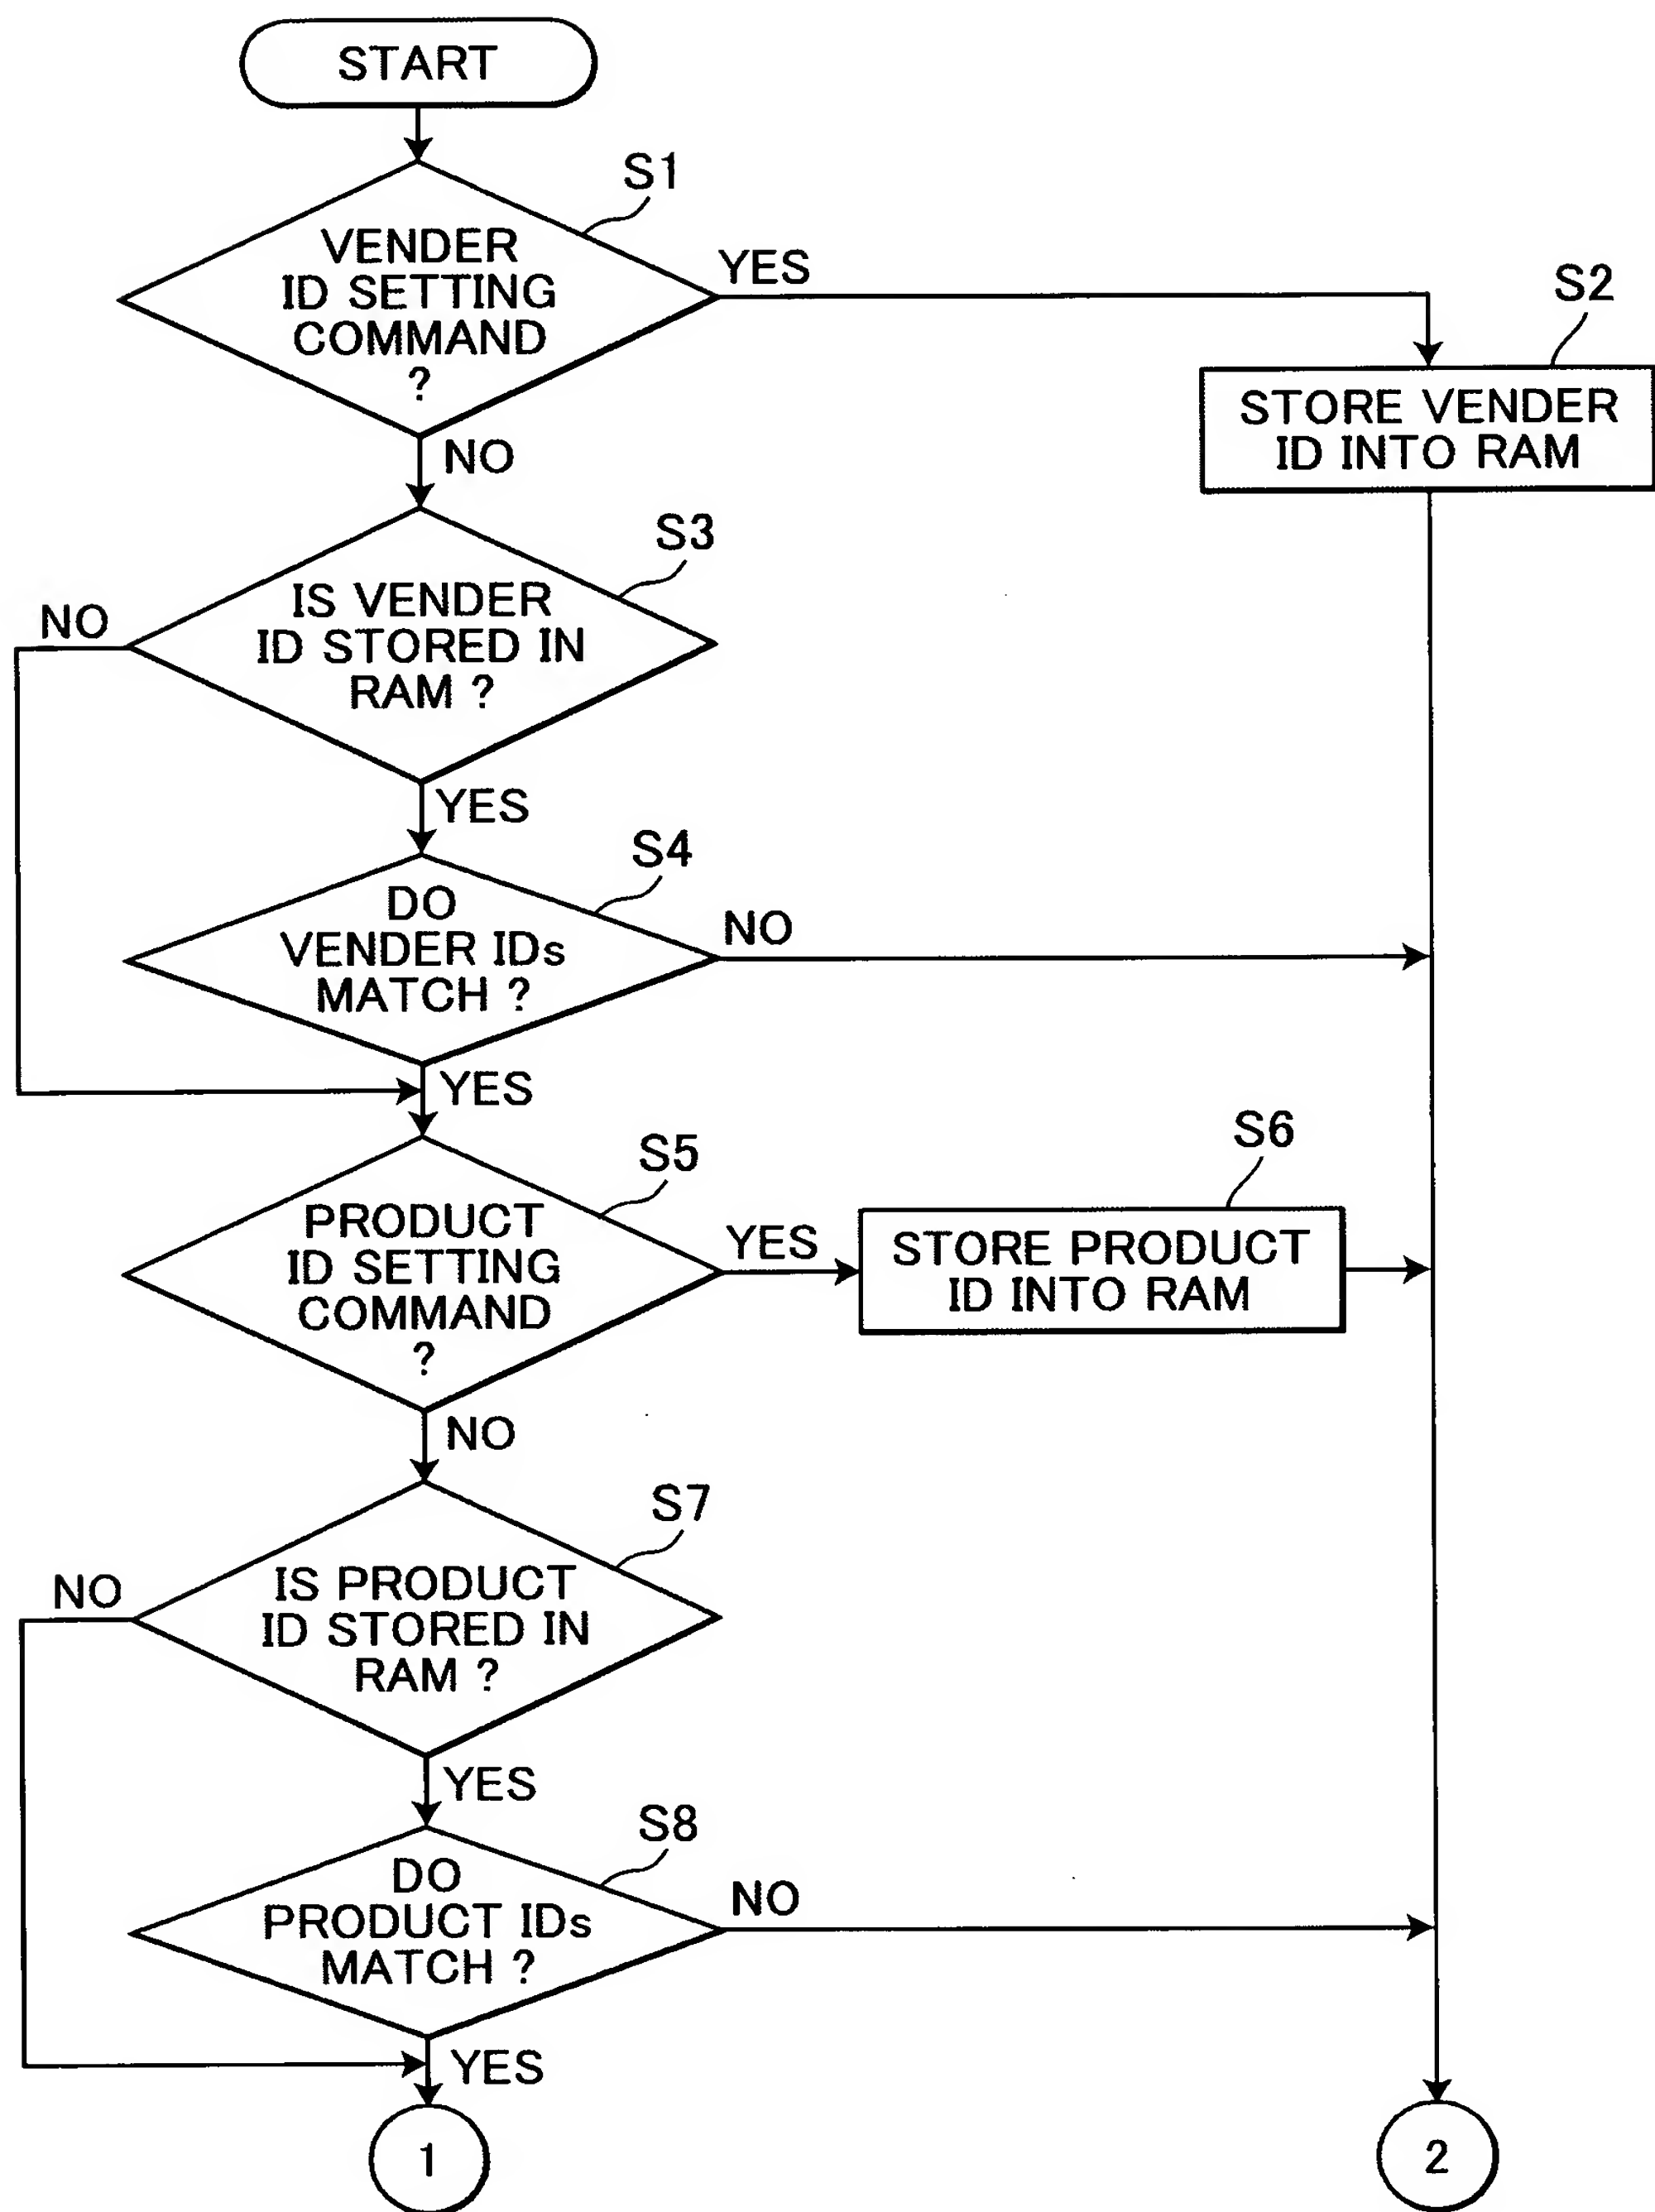 START
S1
VENDER
ID SETTING
COMMAND
?
YES
S2
STORE VENDER
ID INTO RAM
NO
S3
IS VENDER
ID STORED IN
RAM ?
NO
YES
S4
DO
VENDER IDs
MATCH ?
NO
YES
S5
PRODUCT
ID SETTING
COMMAND
?
YES
S6
STORE PRODUCT
ID INTO RAM
NO
S7
IS PRODUCT
ID STORED IN
RAM ?
NO
YES
S8
DO
PRODUCT IDs
MATCH ?
NO
YES
1
2